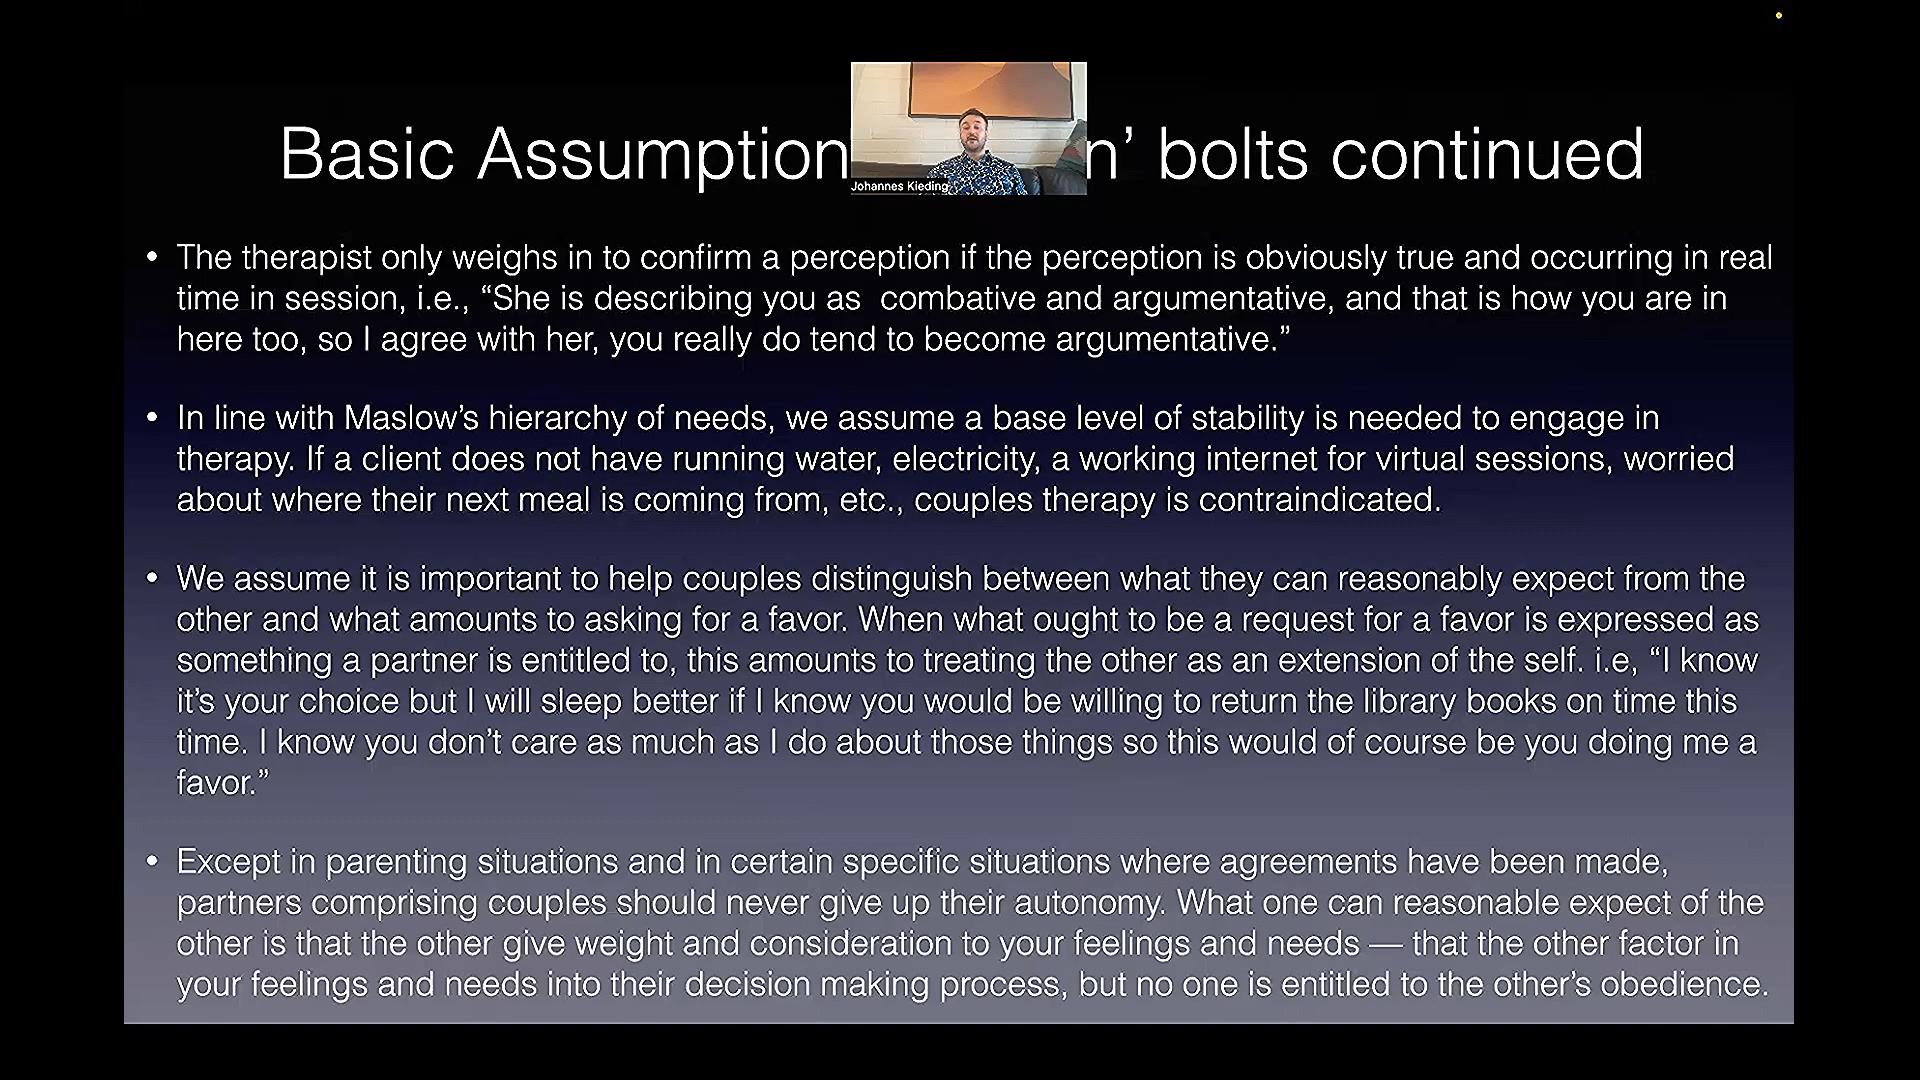 Basic Assumption n’ bolts continued
Johannes Kieding
• The therapist only weighs in to confirm a perception if the perception is obviously true and occurring in real
time in session, i.e., “She is describing you as  combative and argumentative, and that is how you are in
here too, so I agree with her, you really do tend to become argumentative.”
• In line with Maslow’s hierarchy of needs, we assume a base level of stability is needed to engage in
therapy. If a client does not have running water, electricity, a working internet for virtual sessions, worried
about where their next meal is coming from, etc., couples therapy is contraindicated.
• We assume it is important to help couples distinguish between what they can reasonably expect from the
other and what amounts to asking for a favor. When what ought to be a request for a favor is expressed as
something a partner is entitled to, this amounts to treating the other as an extension of the self. i.e, “I know
it’s your choice but I will sleep better if I know you would be willing to return the library books on time this
time. I know you don’t care as much as I do about those things so this would of course be you doing me a
favor.”
• Except in parenting situations and in certain specific situations where agreements have been made,
partners comprising couples should never give up their autonomy. What one can reasonable expect of the
other is that the other give weight and consideration to your feelings and needs — that the other factor in
your feelings and needs into their decision making process, but no one is entitled to the other’s obedience.